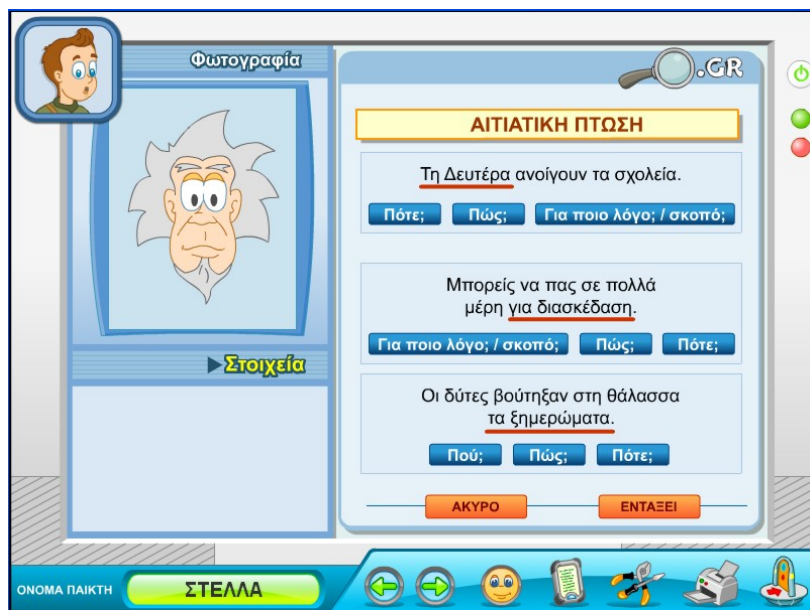 Φωτογραφία
.GR
ΑΙΤΙΑΤΙΚΗ ΠΤΩΣΗ
Τη Δευτέρα ανοίγουν τα σχολεία.
Πότε; Πώς; Για ποιο λόγο; / σκοπό;
Μπορείς να πας σε πολλά
μέρη για διασκέδαση.
Για ποιο λόγο; / σκοπό; Πώς; Πότε;
Στοιχεία
Οι δύτες βούτηξαν στη θάλασσα
τα ξημερώματα.
Πού; Πώς; Πότε;
ΑΚΥΡΟ ΕΝΤΑΞΕΙ
ΟΝΟΜΑ ΠΑΙΚΤΗ ΣΤΕΛΛΑ